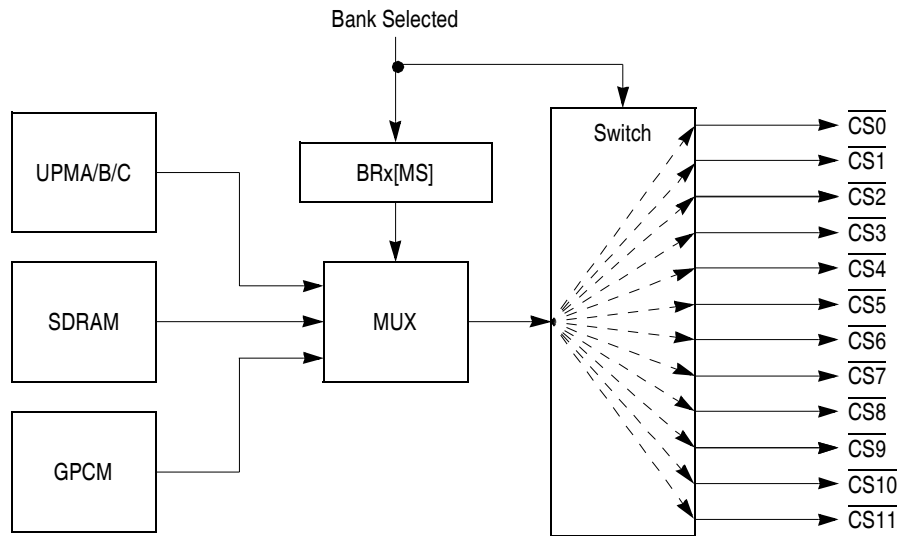 Bank Selected
Switch
UPMA/B/C
BRx[MS]
SDRAM
MUX
GPCM
CS0
CS1
CS2
CS3
CS4
CS5
CS6
CS7
CS8
CS9
CS10
CS11